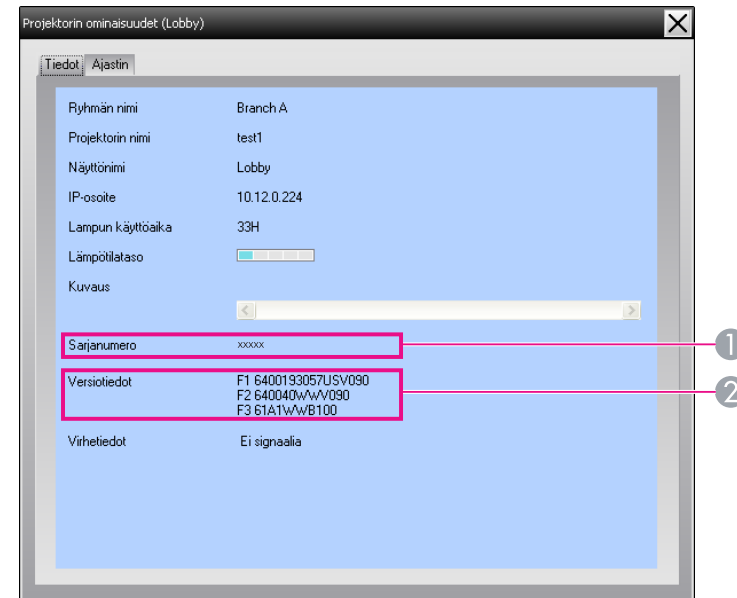 Projektorin ominaisuudet (Lobby)
Tiedot Ajastin
Ryhmän nimi Branch A
Projektorin nimi test1
Näyttönimi Lobby
IP-osoite 10.12.0.224
Lampun käyttöaika 33H
Lämpötilataso
Kuvaus
Sarjanumero xxxxx
1
Versiotiedot F1 6400193057USV090
F2 640040WWV090
F3 61A1WWB100
2
Virhetiedot Ei signaalia